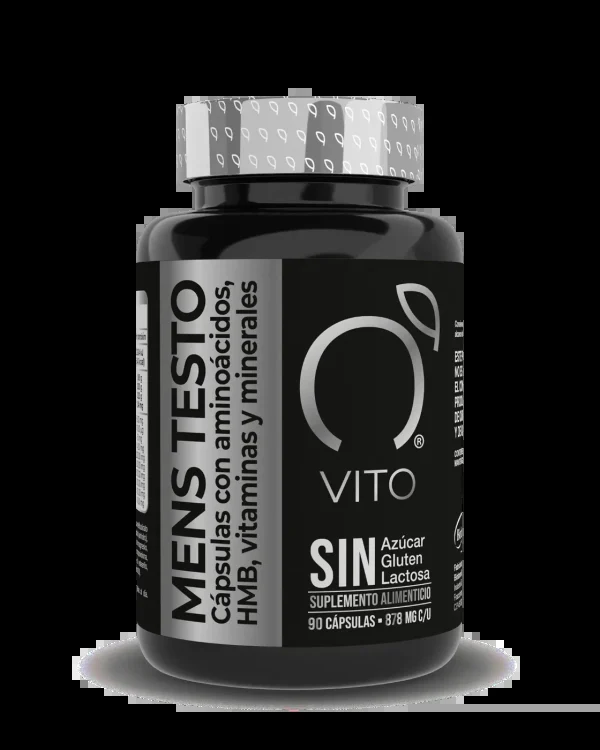 MENS TESTO
Cápsulas con aminoácidos,
HMB, vitaminas y minerales
®
VITO
SIN
Azúcar
Gluten
Lactosa
SUPLEMENTO ALIMENTICIO
90 CÁPSULAS • 878 MG C/U